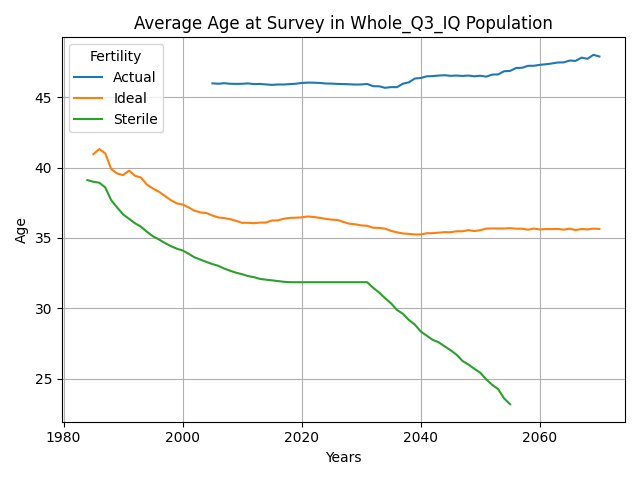 Average Age at Survey in Whole_Q3_IQ Population
Fertility
Actual
Ideal
Sterile
Age
45
40
35
30
25
1980
2000
2020
2040
2060
Years